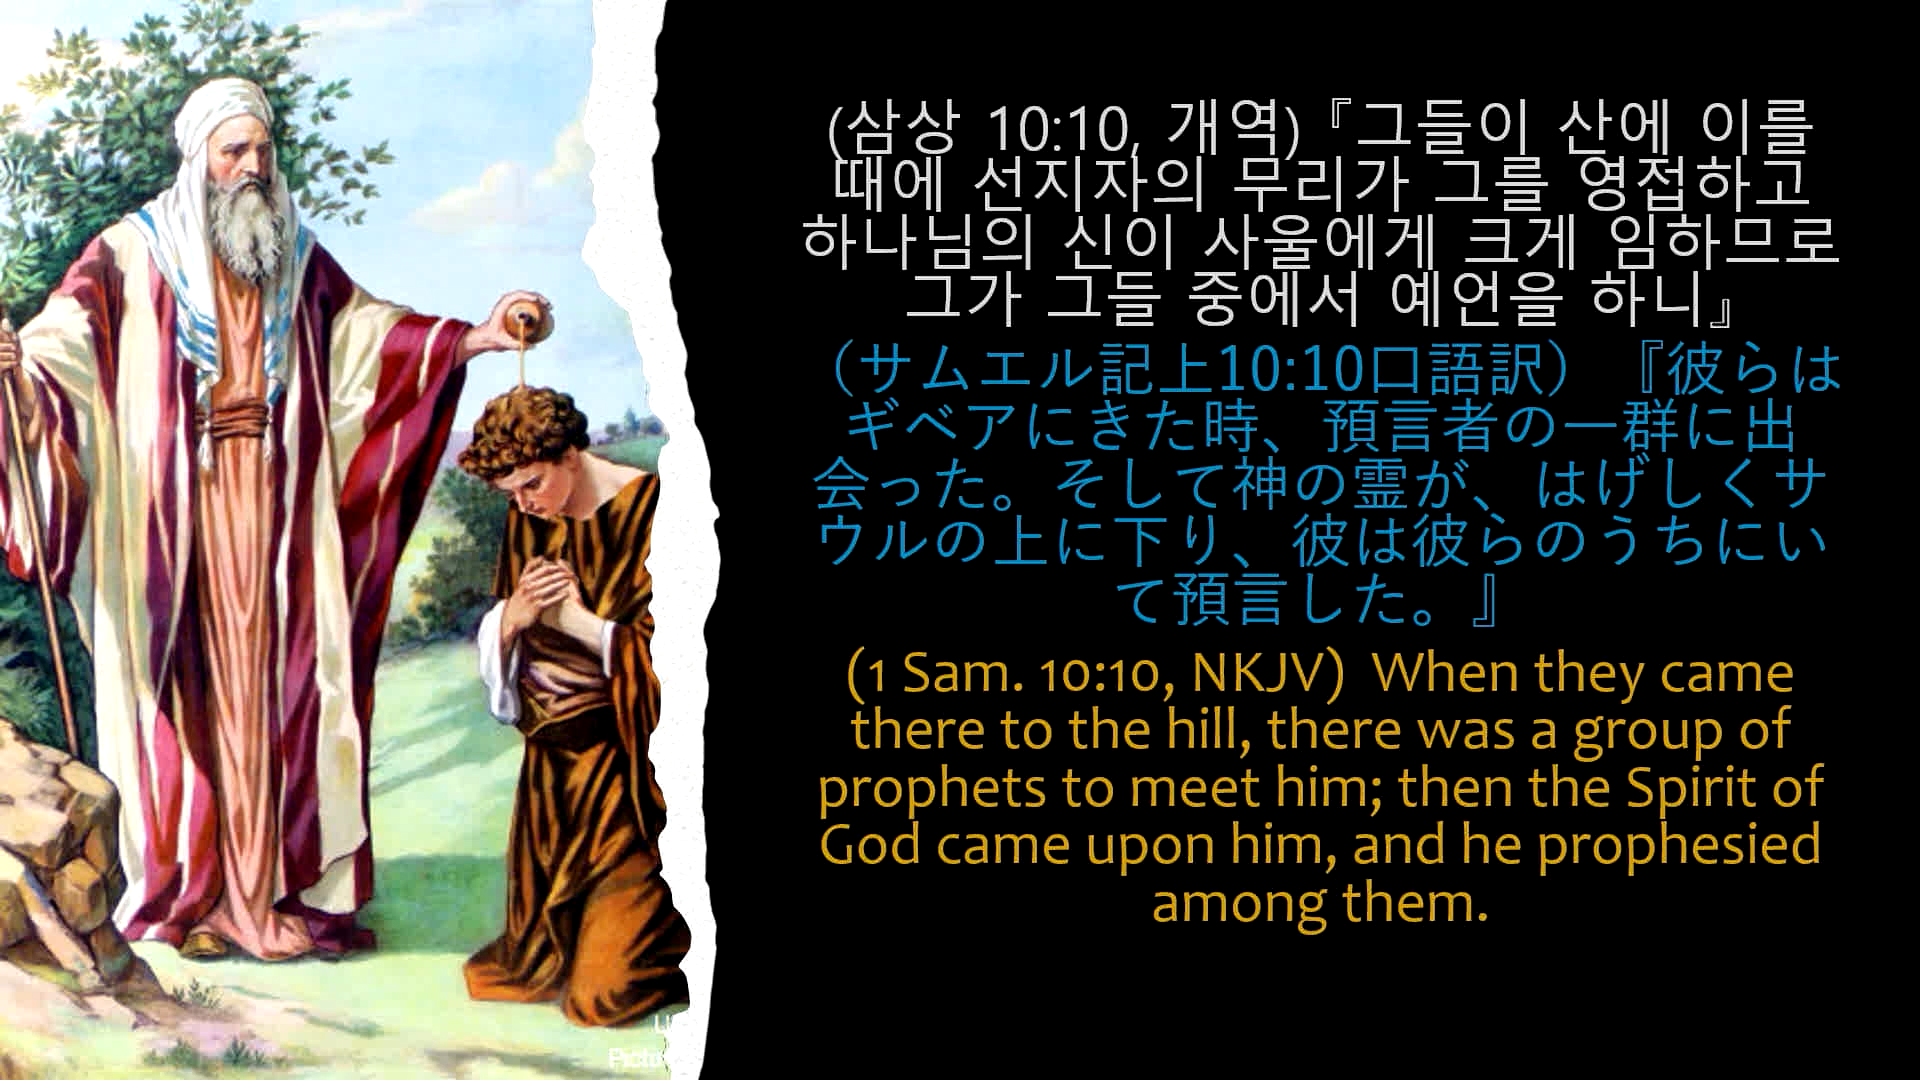 (삼상 10:10, 개역)『그들이 산에 이를
때에 선지자의 무리가 그를 영접하고
하나님의 신이 사울에게 크게 임하므로
그가 그들 중에서 예언을 하니』
（サムエル記上10:10口語訳） 『彼らは
ギベアにきた時、預言者の一群に出
会った。そして神の霊が、はげしくサ
ウルの上に下り、彼は彼らのうちにい
て預言した。』
(1 Sam. 10:10, NKJV)  When they came
there to the hill, there was a group of
prophets to meet him; then the Spirit of
God came upon him, and he prophesied
among them.